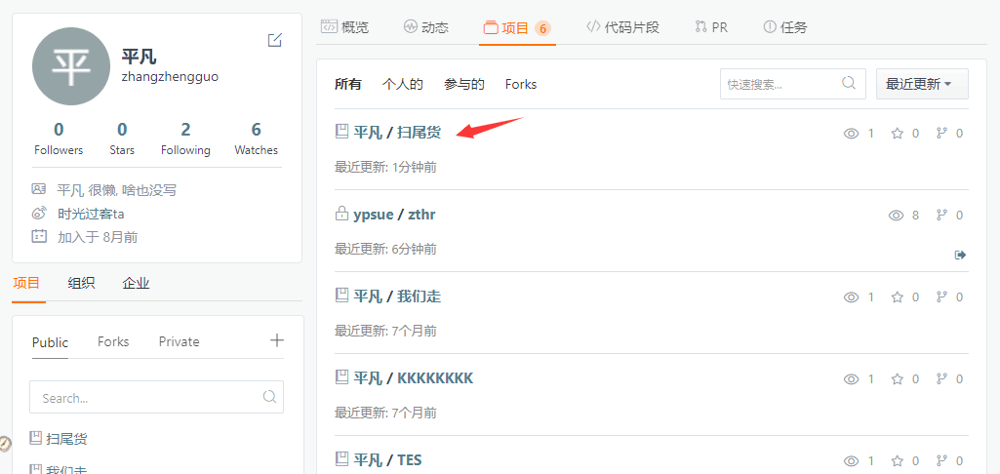 平
平凡
zhangzhengguo
0 0 2 6
Followers Stars Following Watches
平凡 很懒, 啥也没写
时光过客ta
加入于 8月前
项目 组织 企业
Public Forks Private
Search...
扫尾货
我们走
概览 动态 项目 6 代码片段 PR 任务
所有 个人的 参与的 Forks 快速搜索... 最近更新
平凡 / 扫尾货 1 0 0
最近更新: 1分钟前
ypsue / zthr 8 0
最近更新: 6分钟前
平凡 / 我们走 1 0 0
最近更新: 7个月前
平凡 / KKKKKKKK 1 0 0
最近更新: 7个月前
平凡 / TES 1 0 0